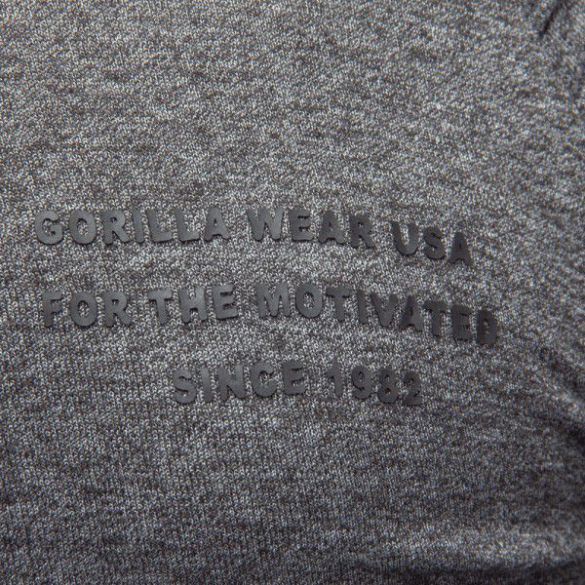 GORILLA WEAR USA
FOR THE MOTIVATED
SINCE 1982